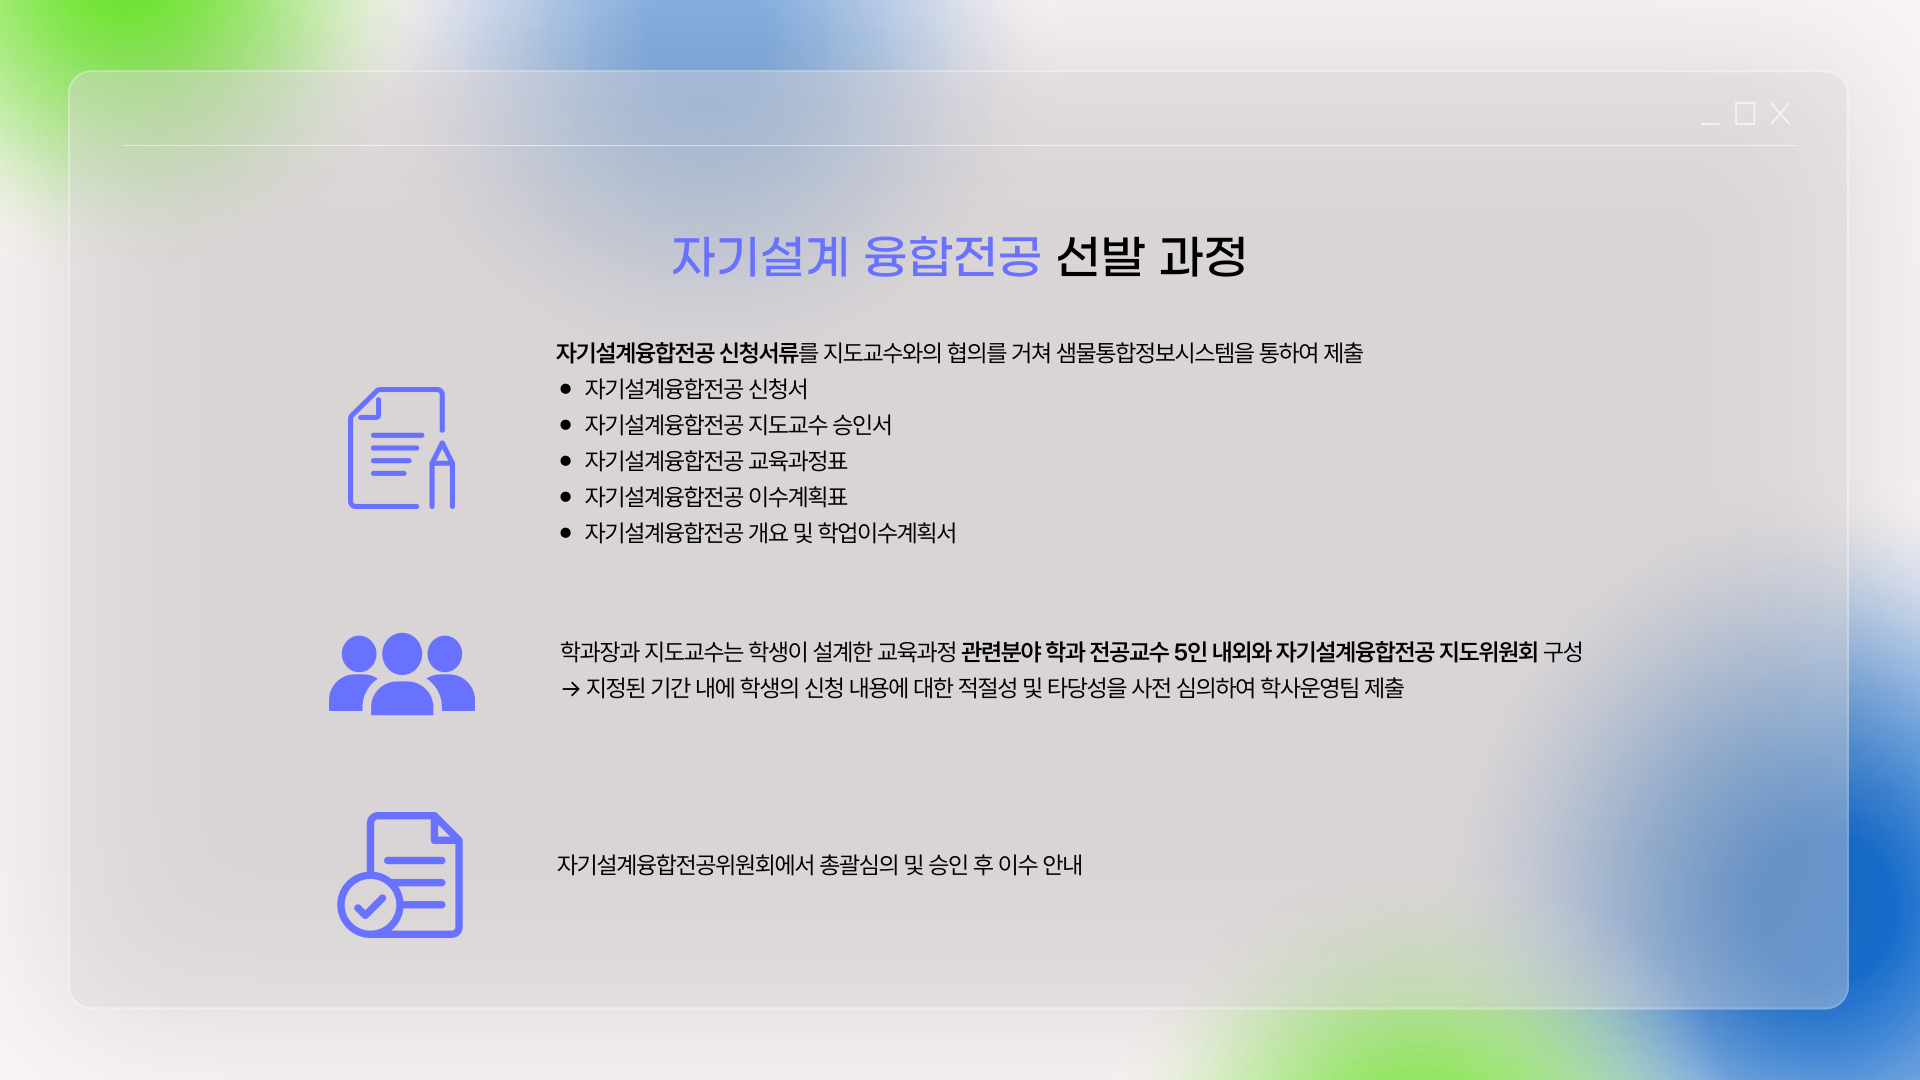 자기설계 융합전공 선발 과정
자기설계융합전공 신청서류를 지도교수와의 협의를 거쳐 샘물통합정보시스템을 통하여 제출
• 자기설계융합전공 신청서
• 자기설계융합전공 지도교수 승인서
• 자기설계융합전공 교육과정표
• 자기설계융합전공 이수계획표
• 자기설계융합전공 개요 및 학업이수계획서
학과장과 지도교수는 학생이 설계한 교육과정 관련분야 학과 전공교수 5인 내외와 자기설계융합전공 지도위원회 구성
→ 지정된 기간 내에 학생의 신청 내용에 대한 적절성 및 타당성을 사전 심의하여 학사운영팀 제출
자기설계융합전공위원회에서 총괄심의 및 승인 후 이수 안내